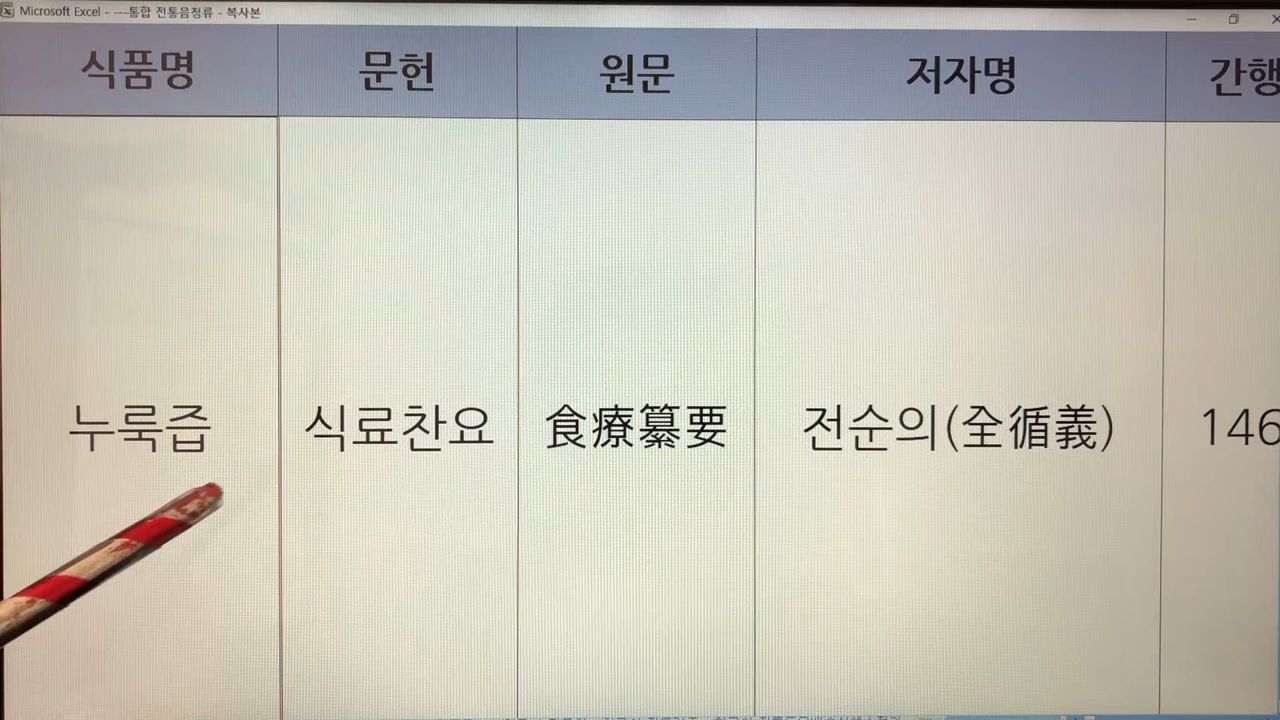 Microsoft Excel - ---통합 전통음청류 - 복사본
식품명 문헌 원문 저자명 간행
누룩즙 식료찬요 食療纂要 전순의(全循義) 146